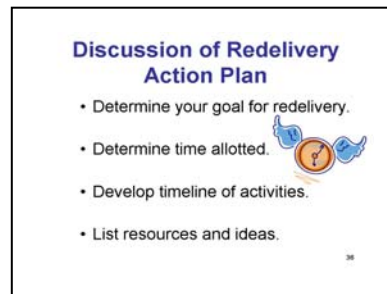 Discussion of Redelivery
Action Plan
• Determine your goal for redelivery.
• Determine time allotted.
• Develop timeline of activities.
• List resources and ideas.
36